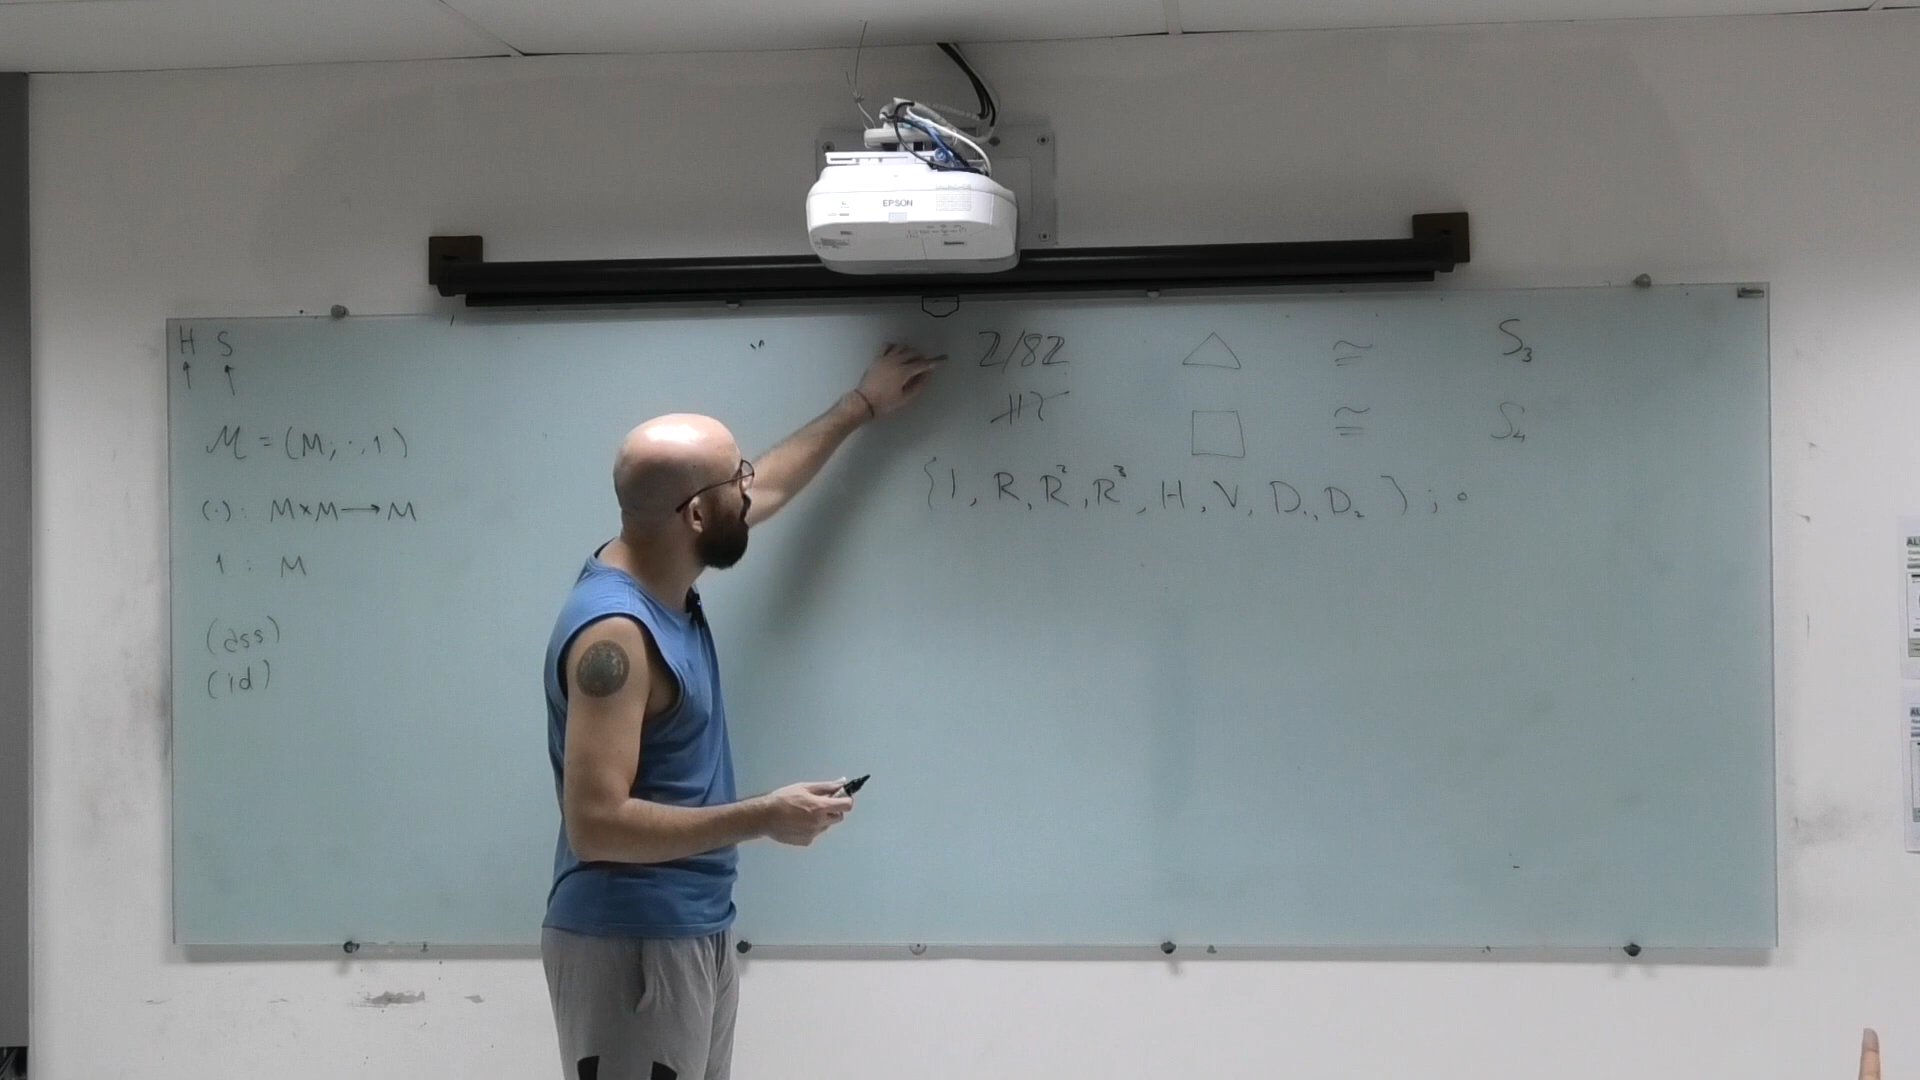 EPSON
H S
↑ ↑
M = (M; ·, 1)
(·) : M × M → M
1 : M
(ass)
(id)
Z/8Z △ ≅ S₃
□ ≅ S₄
{1, R, R², R³, H, V, D₁, D₂} ; ∘